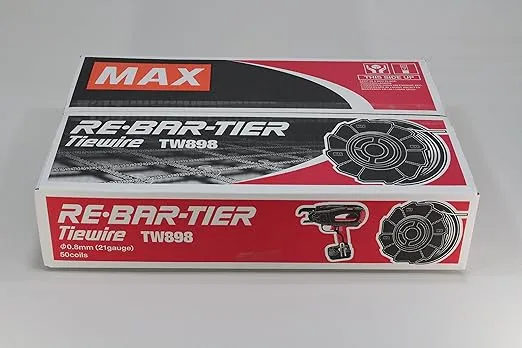 MAX
THIS SIDE UP
RE·BAR·TIER
Tiewire TW898
RE·BAR·TIER
Tiewire TW898
Φ0.8mm (21gauge)
50coils